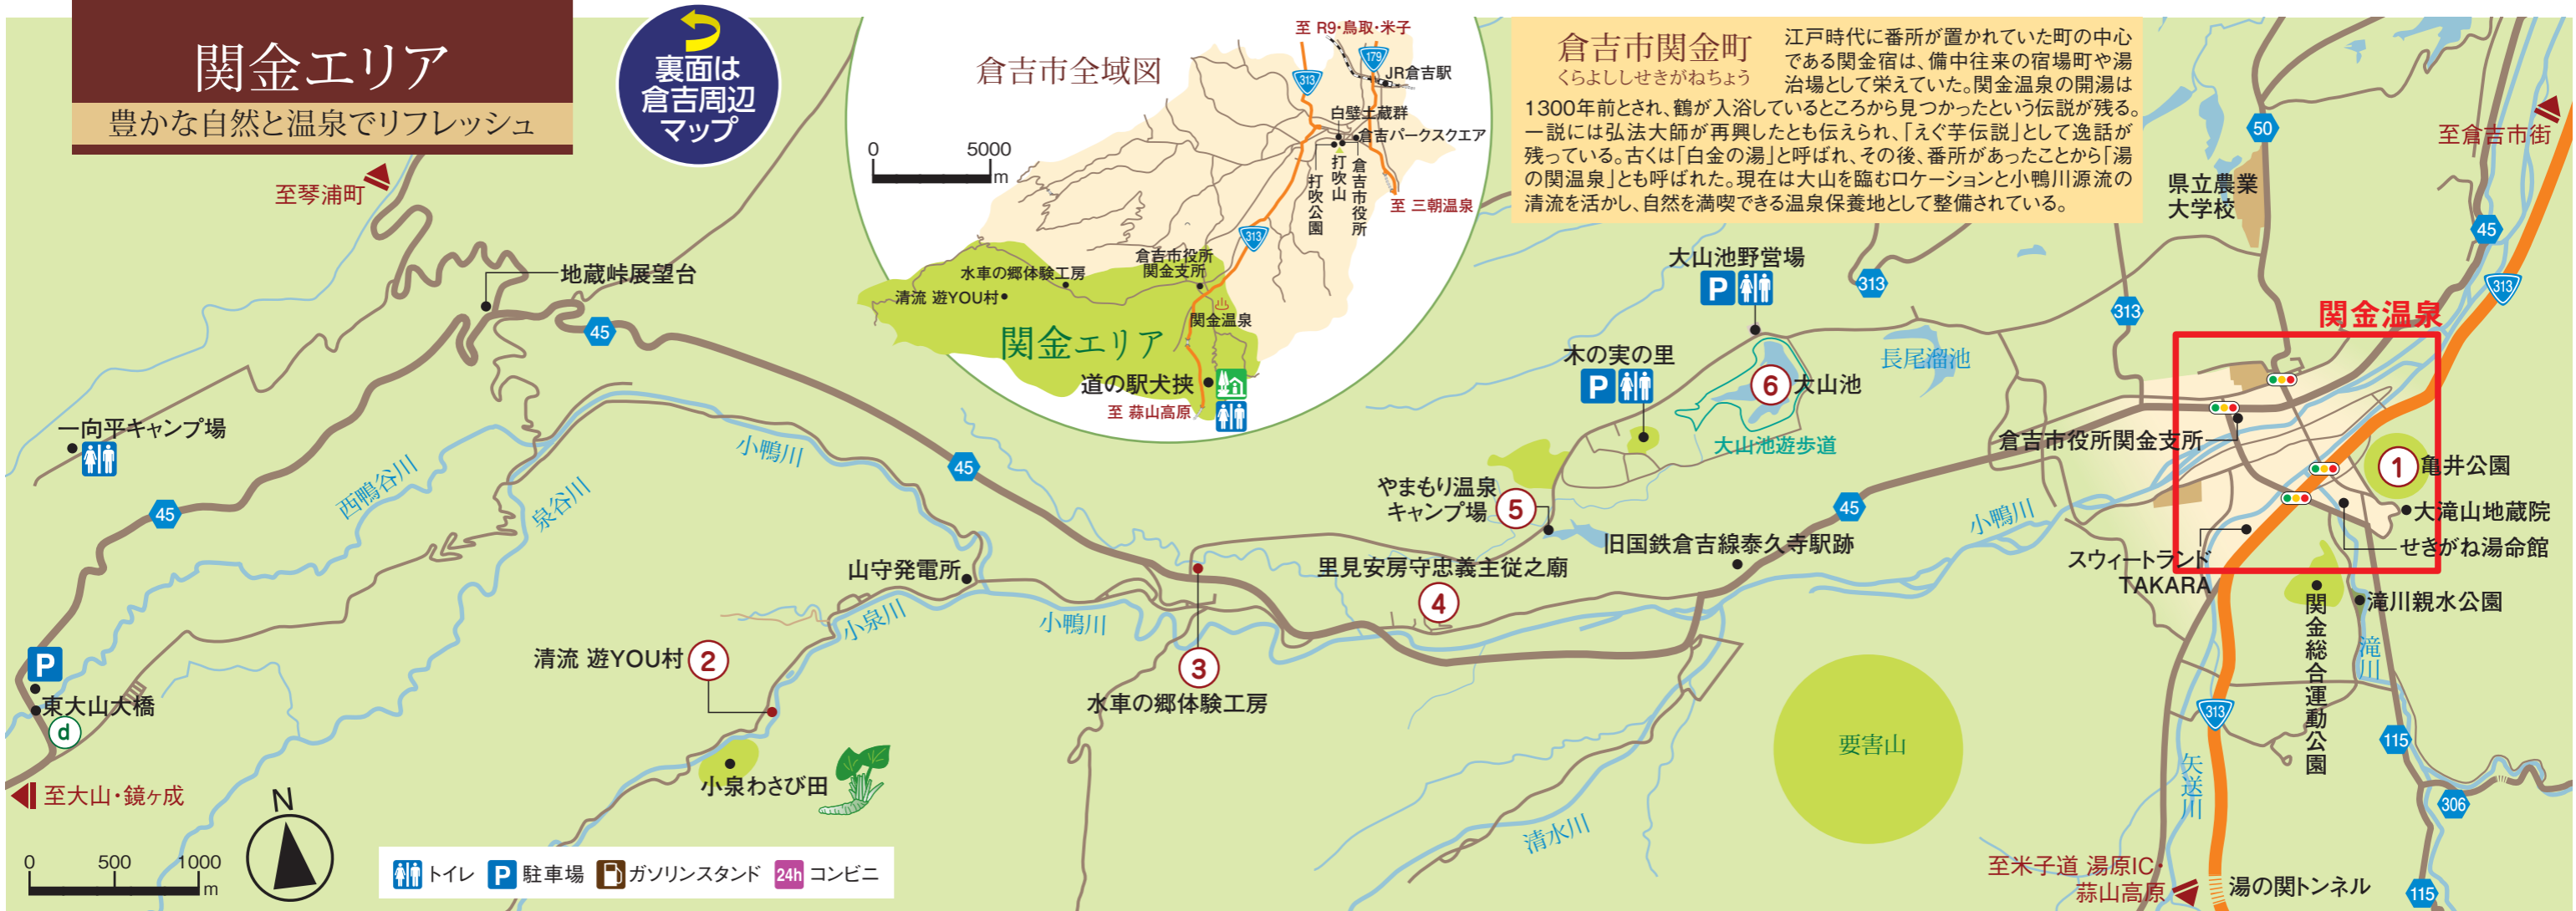 関金エリア
豊かな自然と温泉でリフレッシュ
裏面は
倉吉周辺
マップ
倉吉市全域図
0 5000
m
至 R9・鳥取・米子
179
313
JR倉吉駅
白壁土蔵群
倉吉パークスクエア
打吹山
打吹公園
倉吉市役所
至 三朝温泉
313
倉吉市役所
関金支所
水車の郷体験工房
清流 遊YOU村
関金温泉
関金エリア
道の駅犬挟
至 蒜山高原
倉吉市関金町
くらよししせきがねちょう
江戸時代に番所が置かれていた町の中心
である関金宿は、備中往来の宿場町や湯
治場として栄えていた。関金温泉の開湯は
1300年前とされ、鶴が入浴しているところから見つかったという伝説が残る。
一説には弘法大師が再興したとも伝えられ、「えぐ芋伝説」として逸話が
残っている。古くは「白金の湯」と呼ばれ、その後、番所があったことから「湯
の関温泉」とも呼ばれた。現在は大山を臨むロケーションと小鴨川源流の
清流を活かし、自然を満喫できる温泉保養地として整備されている。
50
至倉吉市街
県立農業
大学校
45
313
313
313
至琴浦町
地蔵峠展望台
45
一向平キャンプ場
45
西鴨谷川
泉谷川
小鴨川
45
大山池野営場
P
木の実の里
P
6
大山池
大山池遊歩道
長尾溜池
関金温泉
倉吉市役所関金支所
1
亀井公園
大滝山地蔵院
せきがね湯命館
スウィートランド
TAKARA
やまもり温泉
キャンプ場
5
45
小鴨川
旧国鉄倉吉線泰久寺駅跡
里見安房守忠義主従之廟
4
山守発電所
小泉川
小鴨川
清流 遊YOU村
2
3
水車の郷体験工房
小泉わさび田
P
東大山大橋
d
至大山・鏡ヶ成
N
0 500 1000
m
トイレ
P 駐車場
ガソリンスタンド
24h コンビニ
清水川
要害山
関金総合運動公園
滝川親水公園
滝川
313
矢送川
115
306
115
至米子道 湯原IC・
蒜山高原
湯の関トンネル